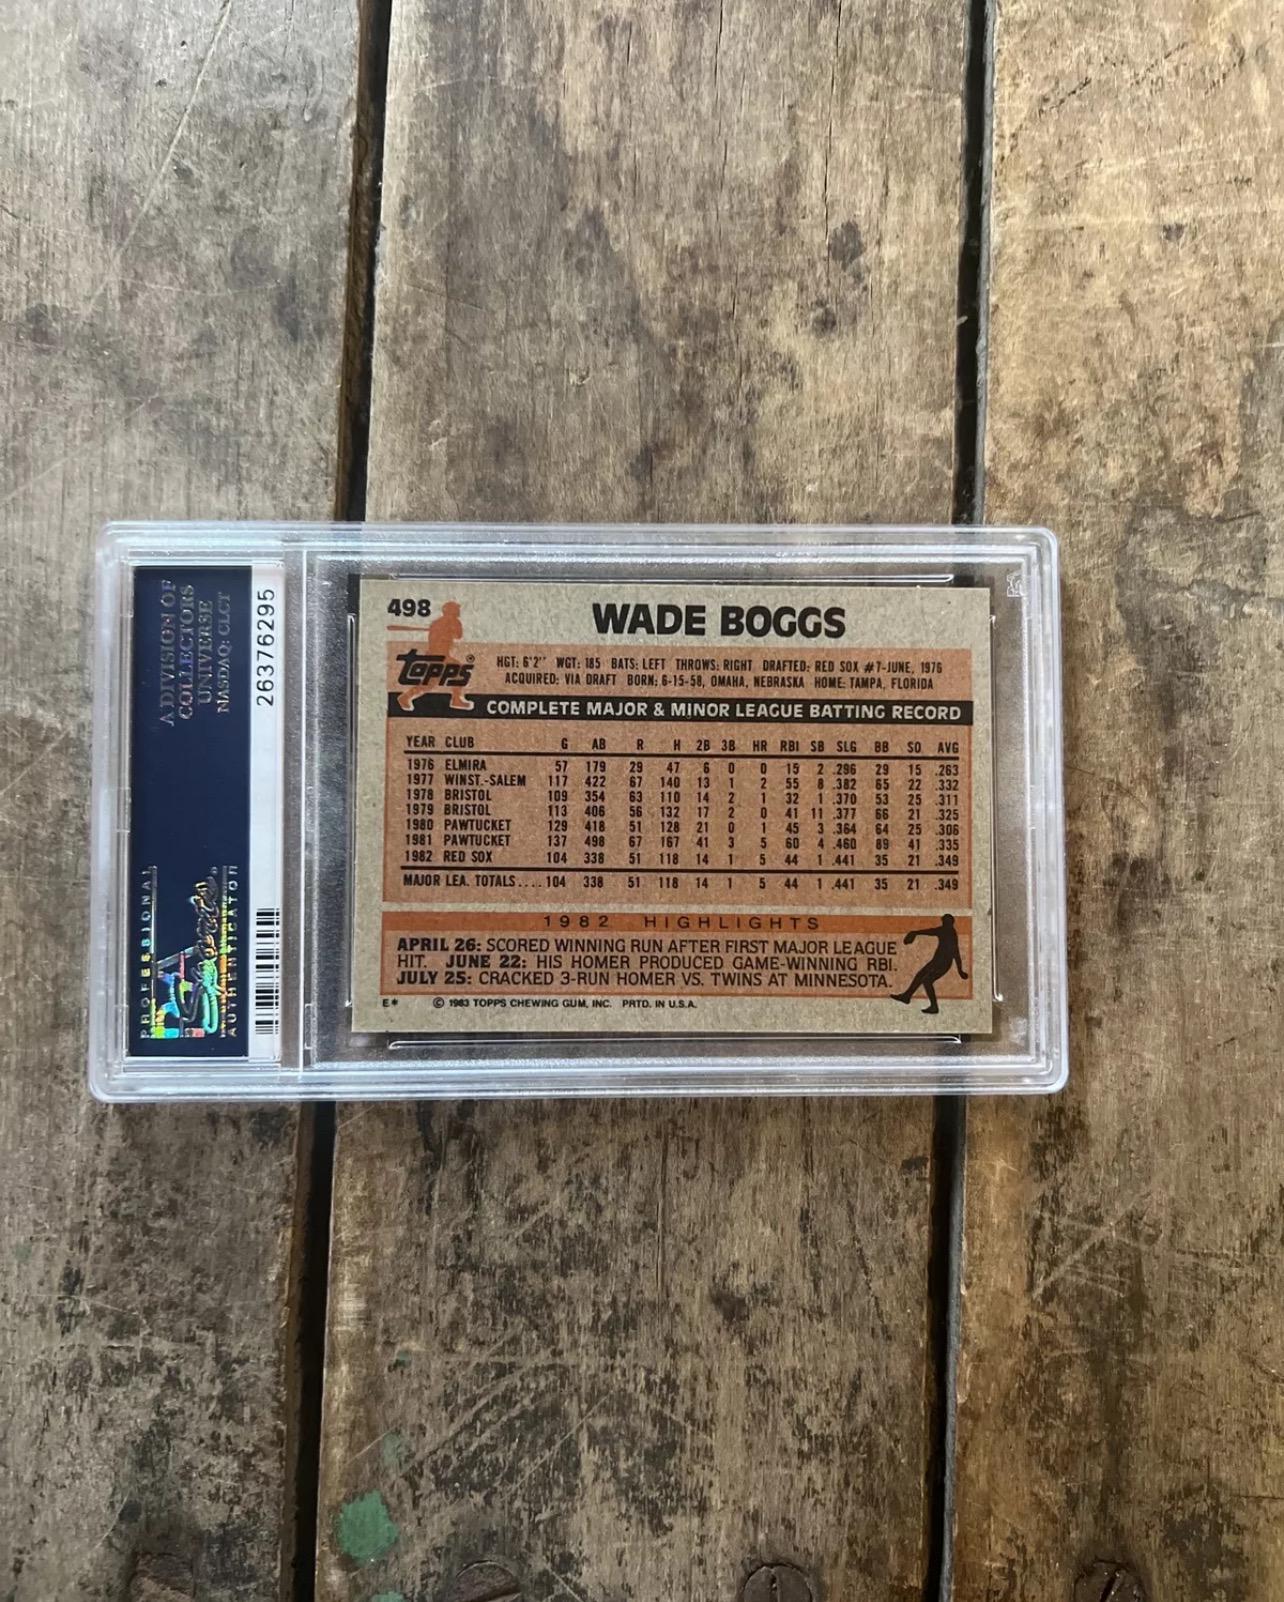 A DIVISION OF
COLLECTORS
UNIVERSE
NASDAQ: CLCT
26376295
PROFESSIONAL
Sports
AUTHENTICATOR
498
WADE BOGGS
TOPPS®
HGT: 6'2" WGT: 185 BATS: LEFT THROWS: RIGHT DRAFTED: RED SOX #7-JUNE, 1976
ACQUIRED: VIA DRAFT BORN: 6-15-58, OMAHA, NEBRASKA HOME: TAMPA, FLORIDA
COMPLETE MAJOR & MINOR LEAGUE BATTING RECORD
YEAR CLUB G AB R H 2B 3B HR RBI SB SLG BB SO AVG
1976 ELMIRA 57 179 29 47 6 0 0 15 2 .296 29 15 .263
1977 WINST.-SALEM 117 422 67 140 13 1 2 55 8 .382 65 22 .332
1978 BRISTOL 109 354 63 110 14 2 1 32 1 .370 53 25 .311
1979 BRISTOL 113 406 56 132 17 2 0 41 11 .377 66 21 .325
1980 PAWTUCKET 129 418 51 128 21 0 1 45 3 .364 64 25 .306
1981 PAWTUCKET 137 498 67 167 41 3 5 60 4 .460 89 41 .335
1982 RED SOX 104 338 51 118 14 1 5 44 1 .441 35 21 .349
MAJOR LEA. TOTALS.... 104 338 51 118 14 1 5 44 1 .441 35 21 .349
1982 HIGHLIGHTS
APRIL 26: SCORED WINNING RUN AFTER FIRST MAJOR LEAGUE
HIT. JUNE 22: HIS HOMER PRODUCED GAME-WINNING RBI.
JULY 25: CRACKED 3-RUN HOMER VS. TWINS AT MINNESOTA.
E* © 1983 TOPPS CHEWING GUM, INC. PRTD. IN U.S.A.